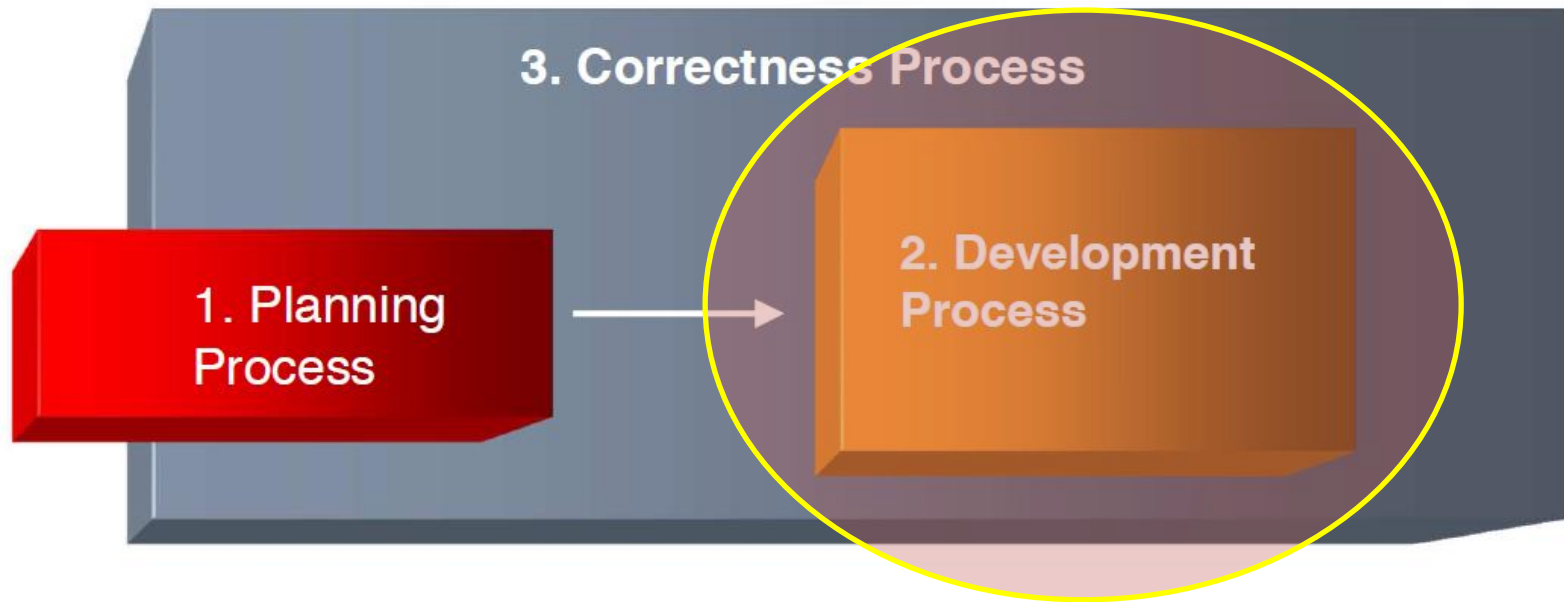 3. Correctness Process
1. Planning
Process
2. Development
Process